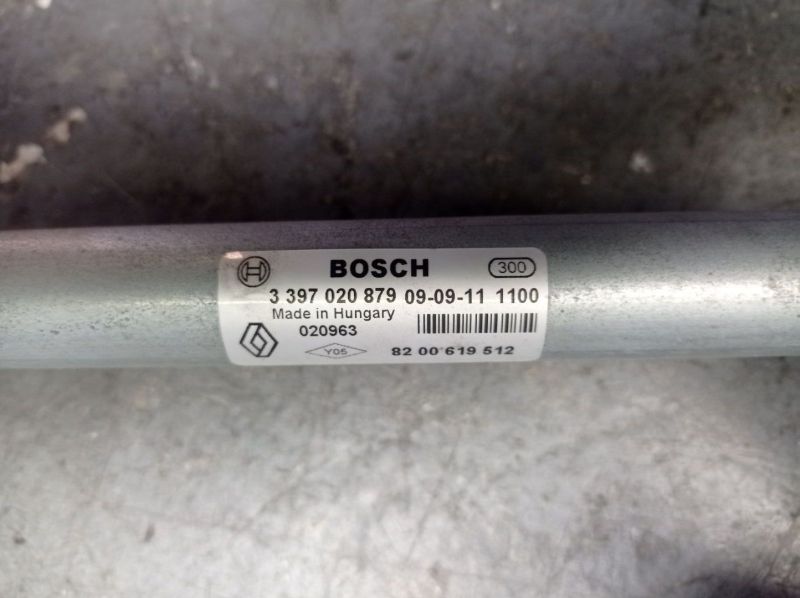 BOSCH 300
3 397 020 879 09-09-11 1100
Made in Hungary
020963
Y05 82 00 619 512